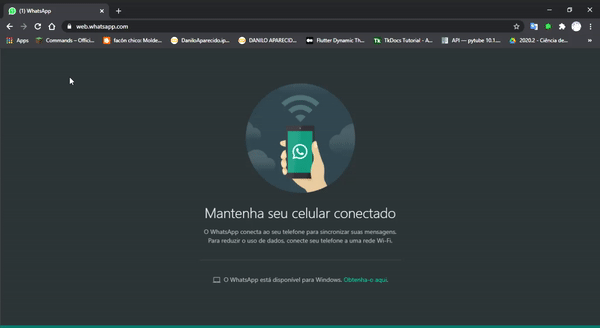 (1) WhatsApp
web.whatsapp.com
Apps
Commands – Offici...
facón chico: Molde...
DaniloAparecido.ip...
DANILO APARECID...
Flutter Dynamic Th...
TkDocs Tutorial - A...
API — pytube 10.1....
2020.2 - Ciência de...
Mantenha seu celular conectado
O WhatsApp conecta ao seu telefone para sincronizar suas mensagens.
Para reduzir o uso de dados, conecte seu telefone a uma rede Wi-Fi.
O WhatsApp está disponível para Windows. Obtenha-o aqui.